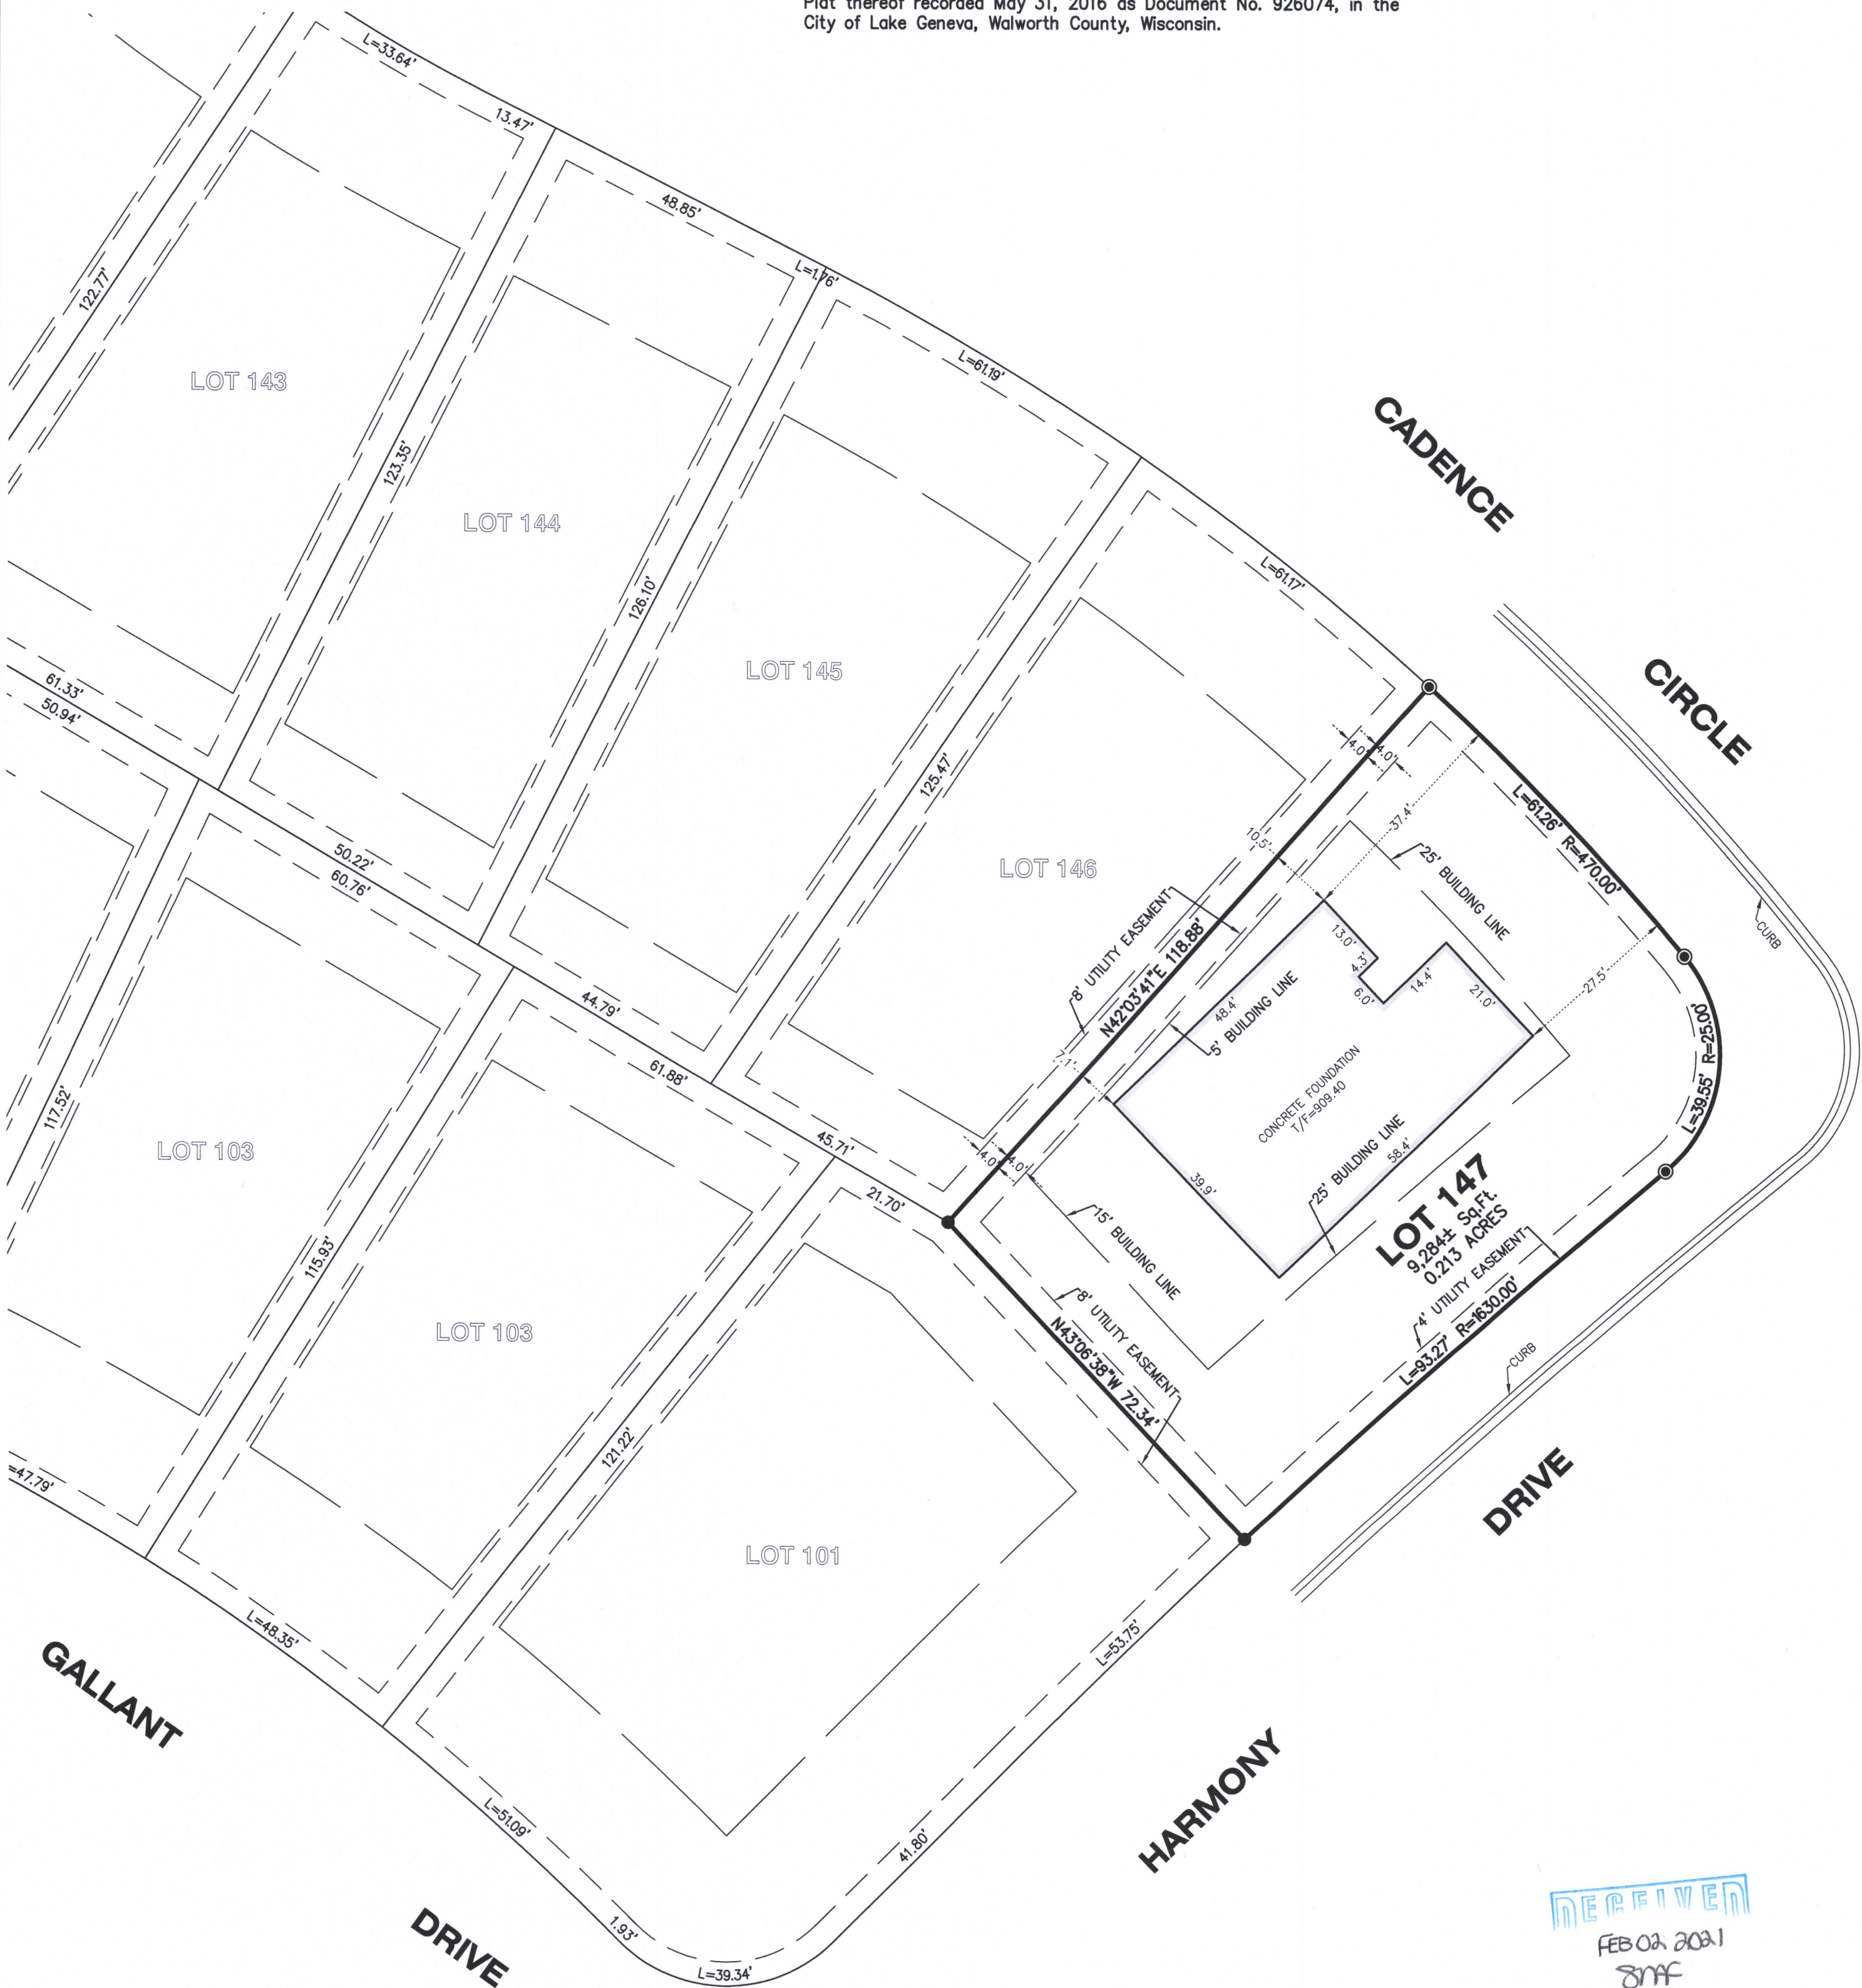 Plat thereof recorded May 31, 2016 as Document No. 926074, in the
City of Lake Geneva, Walworth County, Wisconsin.
L=33.64'
13.47'
48.85'
L=1.76'
L=61.19'
L=61.17'
122.77'
123.35'
126.10'
125.47'
LOT 143
LOT 144
LOT 145
LOT 146
CADENCE
CIRCLE
4.0'
4.0'
37.4'
10.5'
L=61.26' R=470.00'
25' BUILDING LINE
CURB
8' UTILITY EASEMENT
N42°03'41"E 118.88'
13.0'
4.3'
6.0'
14.4'
21.0'
27.5'
48.4'
5' BUILDING LINE
7.1'
CONCRETE FOUNDATION
T/F=909.40
L=39.55' R=25.00'
25' BUILDING LINE
58.4'
39.9'
4.0'
4.0'
15' BUILDING LINE
LOT 147
9,284± Sq.Ft.
0.213 ACRES
4' UTILITY EASEMENT
L=93.27' R=1630.00'
8' UTILITY EASEMENT
N43°06'38"W 72.34'
CURB
61.33'
50.94'
50.22'
60.76'
44.79'
61.88'
45.71'
21.70'
117.52'
115.93'
121.22'
LOT 103
LOT 103
LOT 101
=47.79'
L=48.35'
L=51.09'
1.93'
L=39.34'
41.80'
L=53.75'
GALLANT
DRIVE
HARMONY
DRIVE
RECEIVED
FEB 02 2021